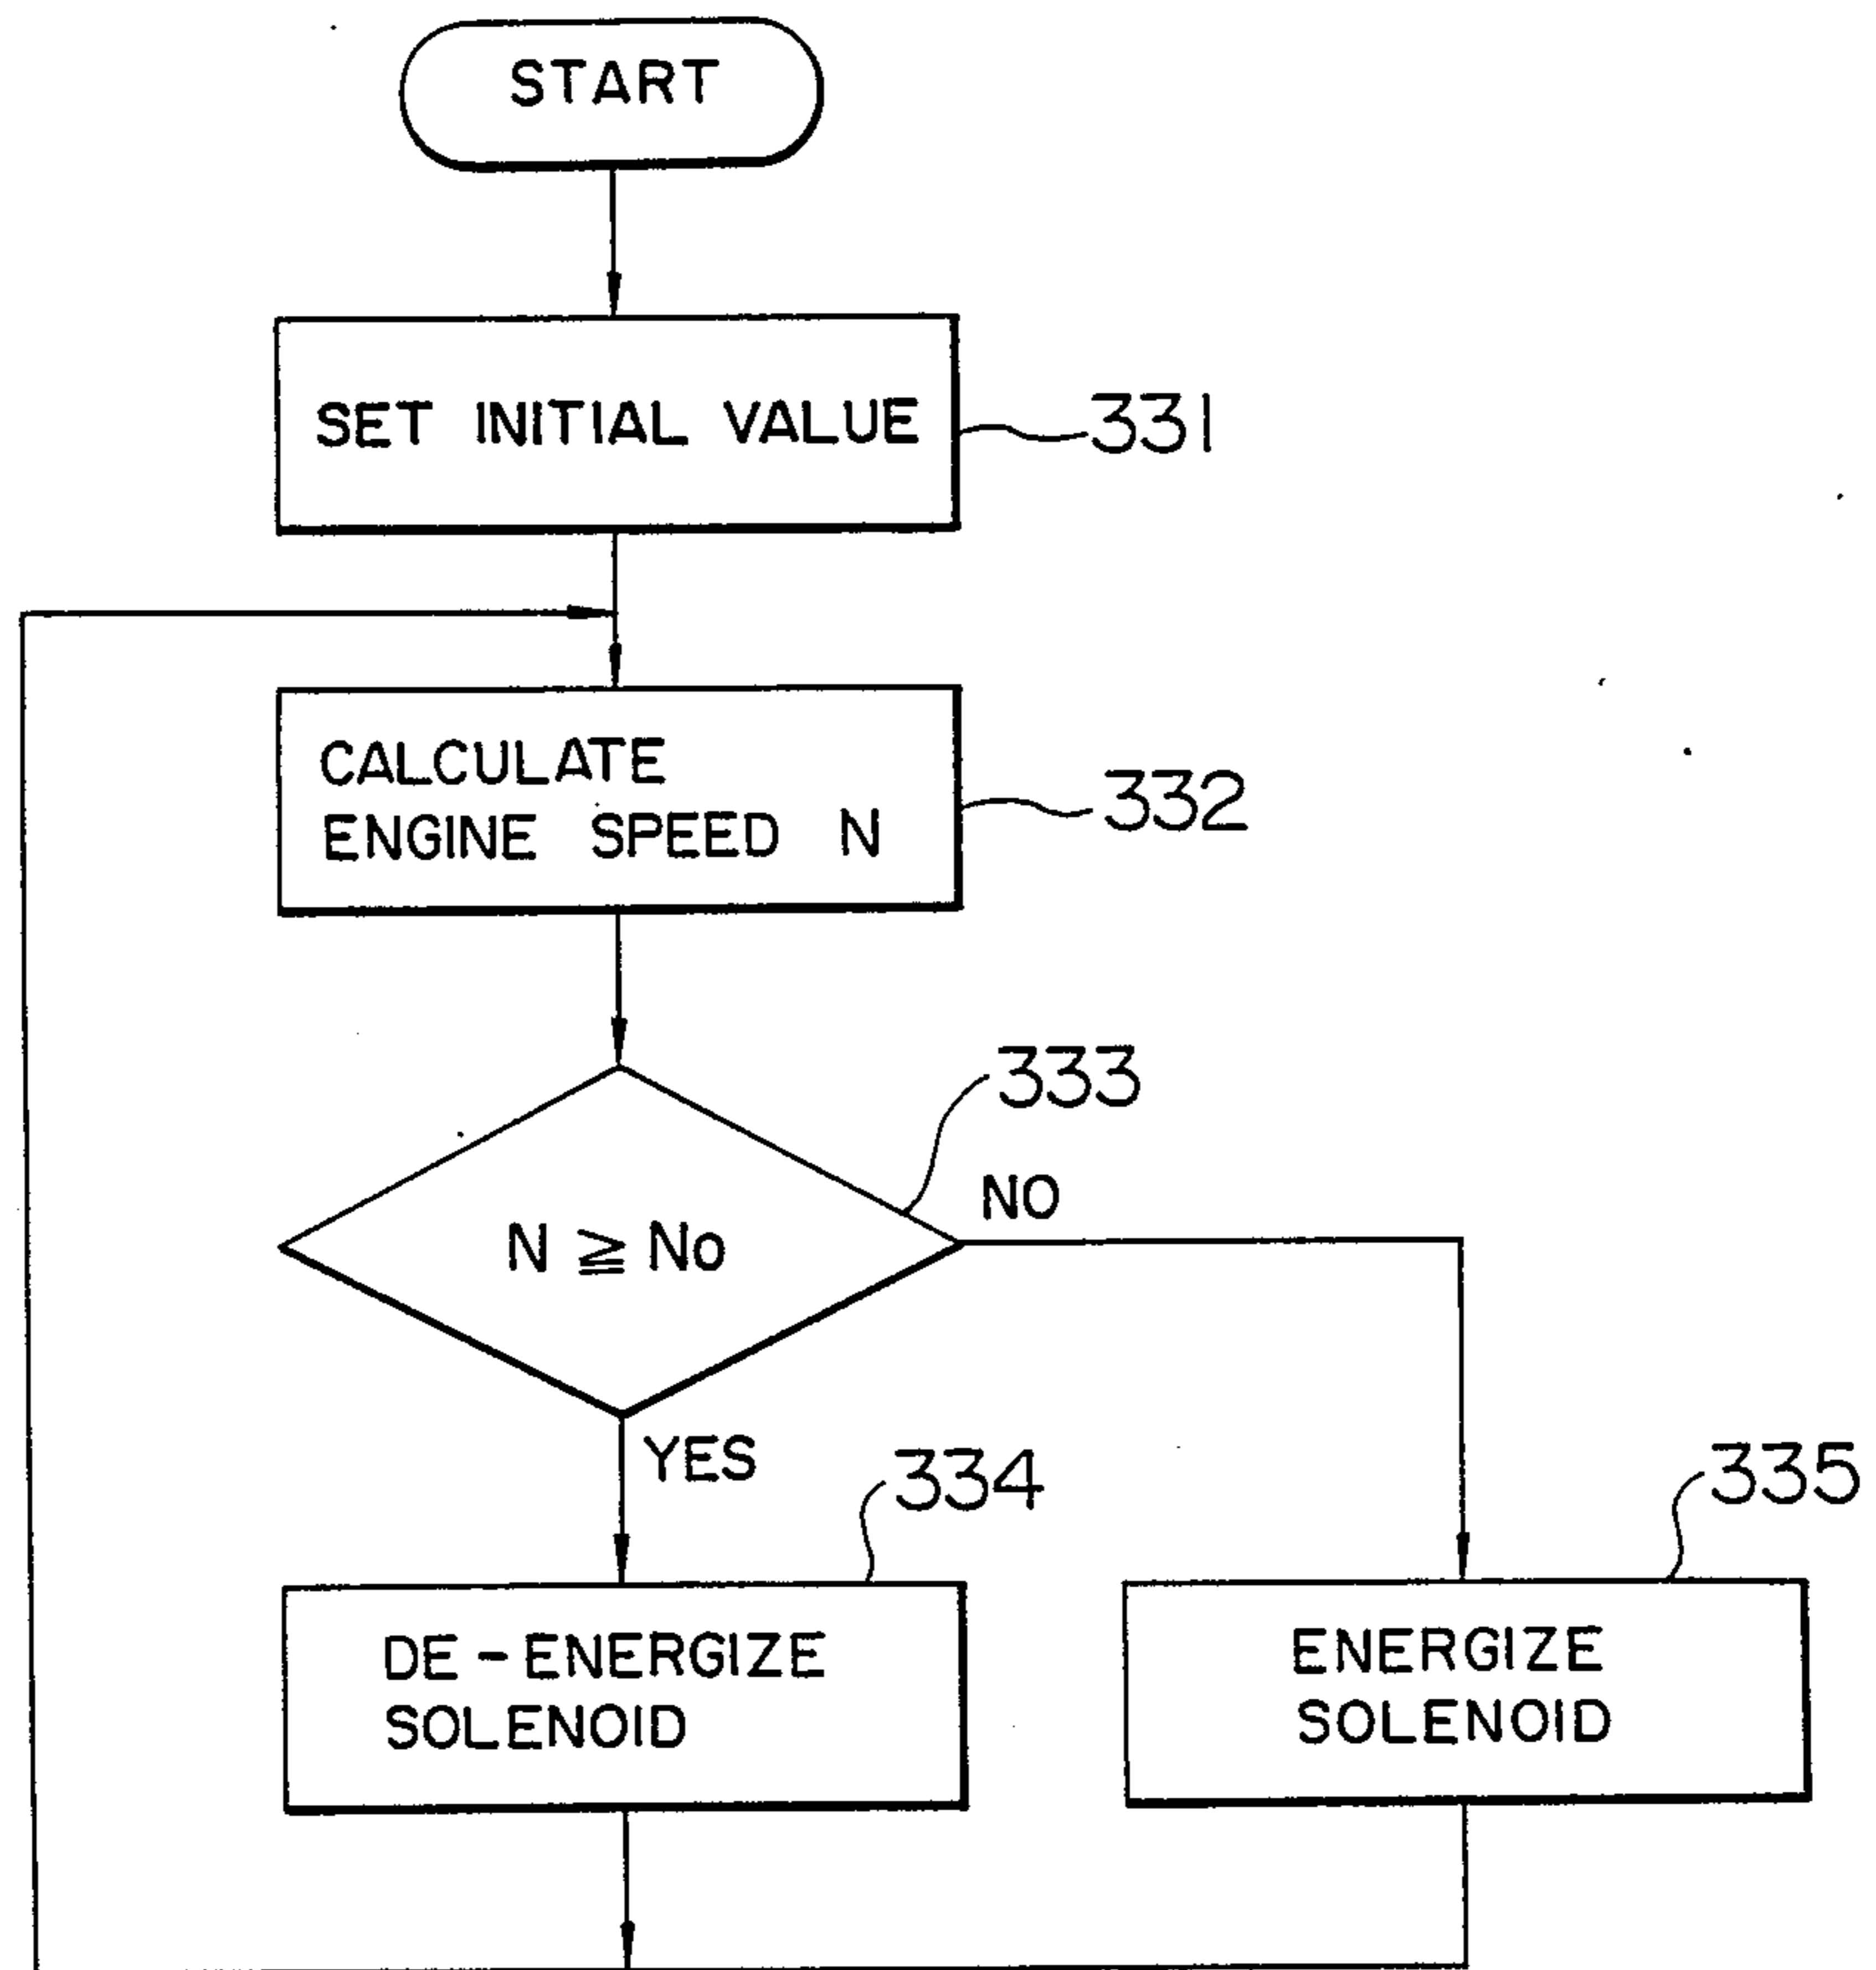 START
SET INITIAL VALUE
331
CALCULATE
ENGINE SPEED N
332
333
N ≧ No
NO
YES
334
335
DE-ENERGIZE
SOLENOID
ENERGIZE
SOLENOID